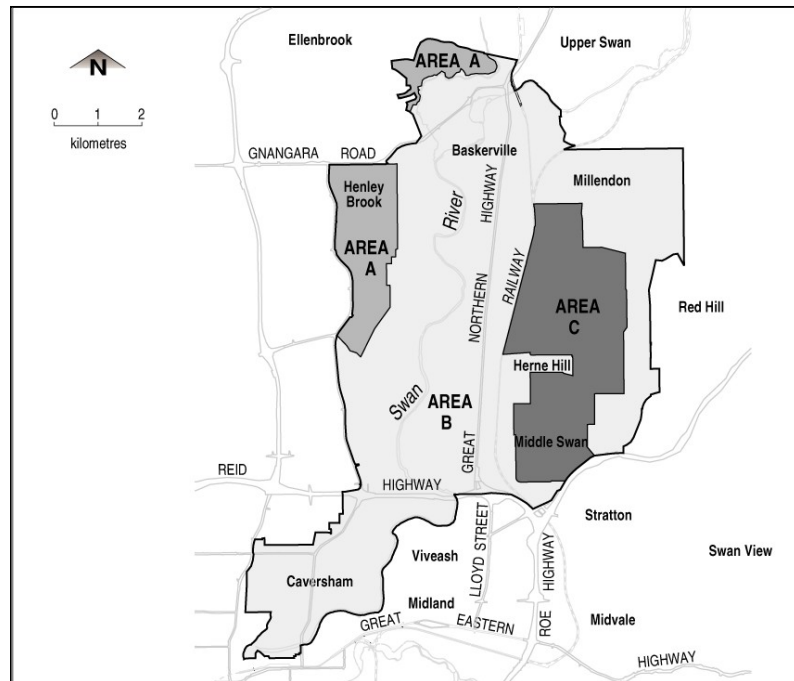 Ellenbrook
Upper Swan
AREA A
N
0 1 2
kilometres
GNANGARA ROAD
Baskerville
Henley
Brook
AREA
A
River
HIGHWAY
Millendon
RAILWAY
NORTHERN
AREA
C
Red Hill
Herne Hill
Swan
AREA
B
GREAT
Middle Swan
REID
HIGHWAY
Stratton
LLOYD STREET
Viveash
HIGHWAY
Swan View
Caversham
Midland
GREAT
EASTERN
ROE
Midvale
HIGHWAY